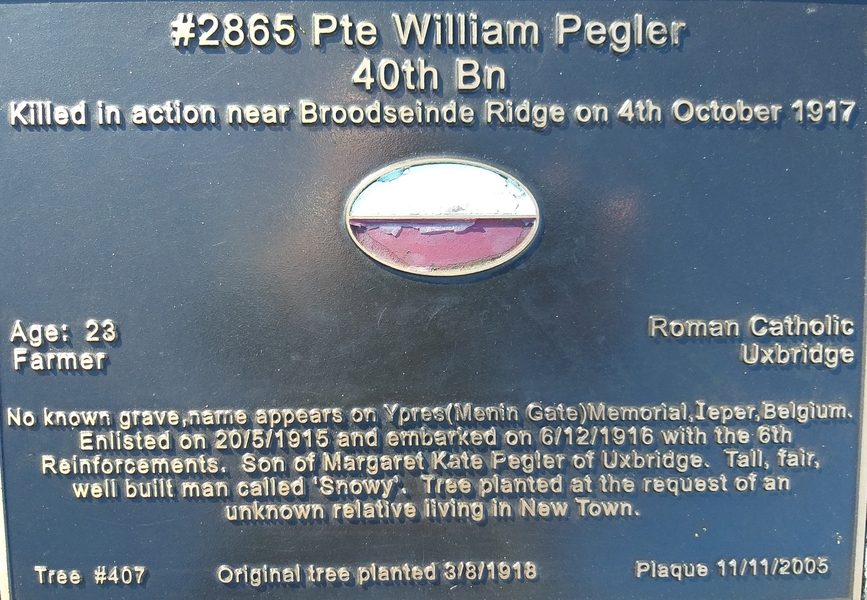 #2865 Pte William Pegler
40th Bn
Killed in action near Broodseinde Ridge on 4th October 1917
Age: 23
Farmer
Roman Catholic
Uxbridge
No known grave,name appears on Ypres(Menin Gate)Memorial,Ieper,Belgium.
Enlisted on 20/5/1915 and embarked on 6/12/1916 with the 6th
Reinforcements. Son of Margaret Kate Pegler of Uxbridge. Tall, fair,
well built man called 'Snowy'. Tree planted at the request of an
unknown relative living in New Town.
Tree #407
Original tree planted 3/8/1918
Plaque 11/11/2005